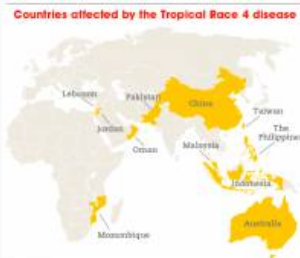 Countries affected by the Tropical Race 4 disease
Lebanon
Pakistan
China
Taiwan
Jordan
The
Philippine
Oman
Malaysia
Indonesia
Australia
Mozambique